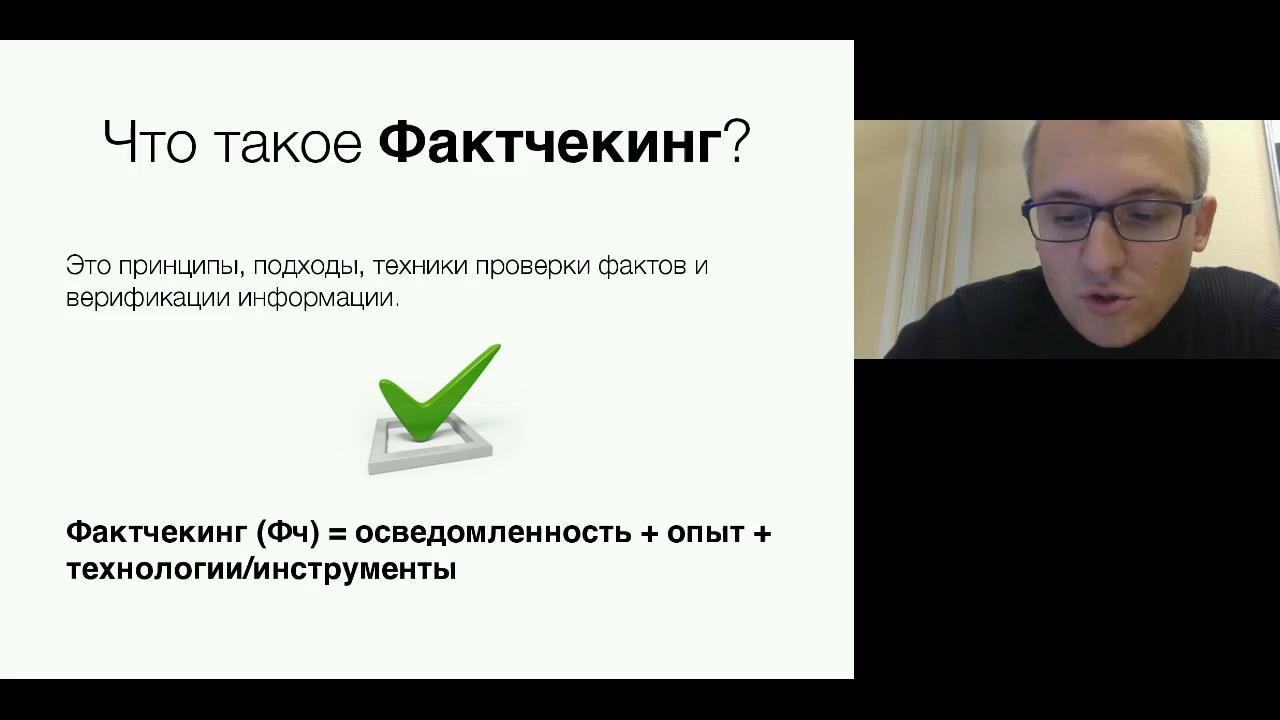 Что такое Фактчекинг?
Это принципы, подходы, техники проверки фактов и
верификации информации.
Фактчекинг (Фч) = осведомленность + опыт +
технологии/инструменты